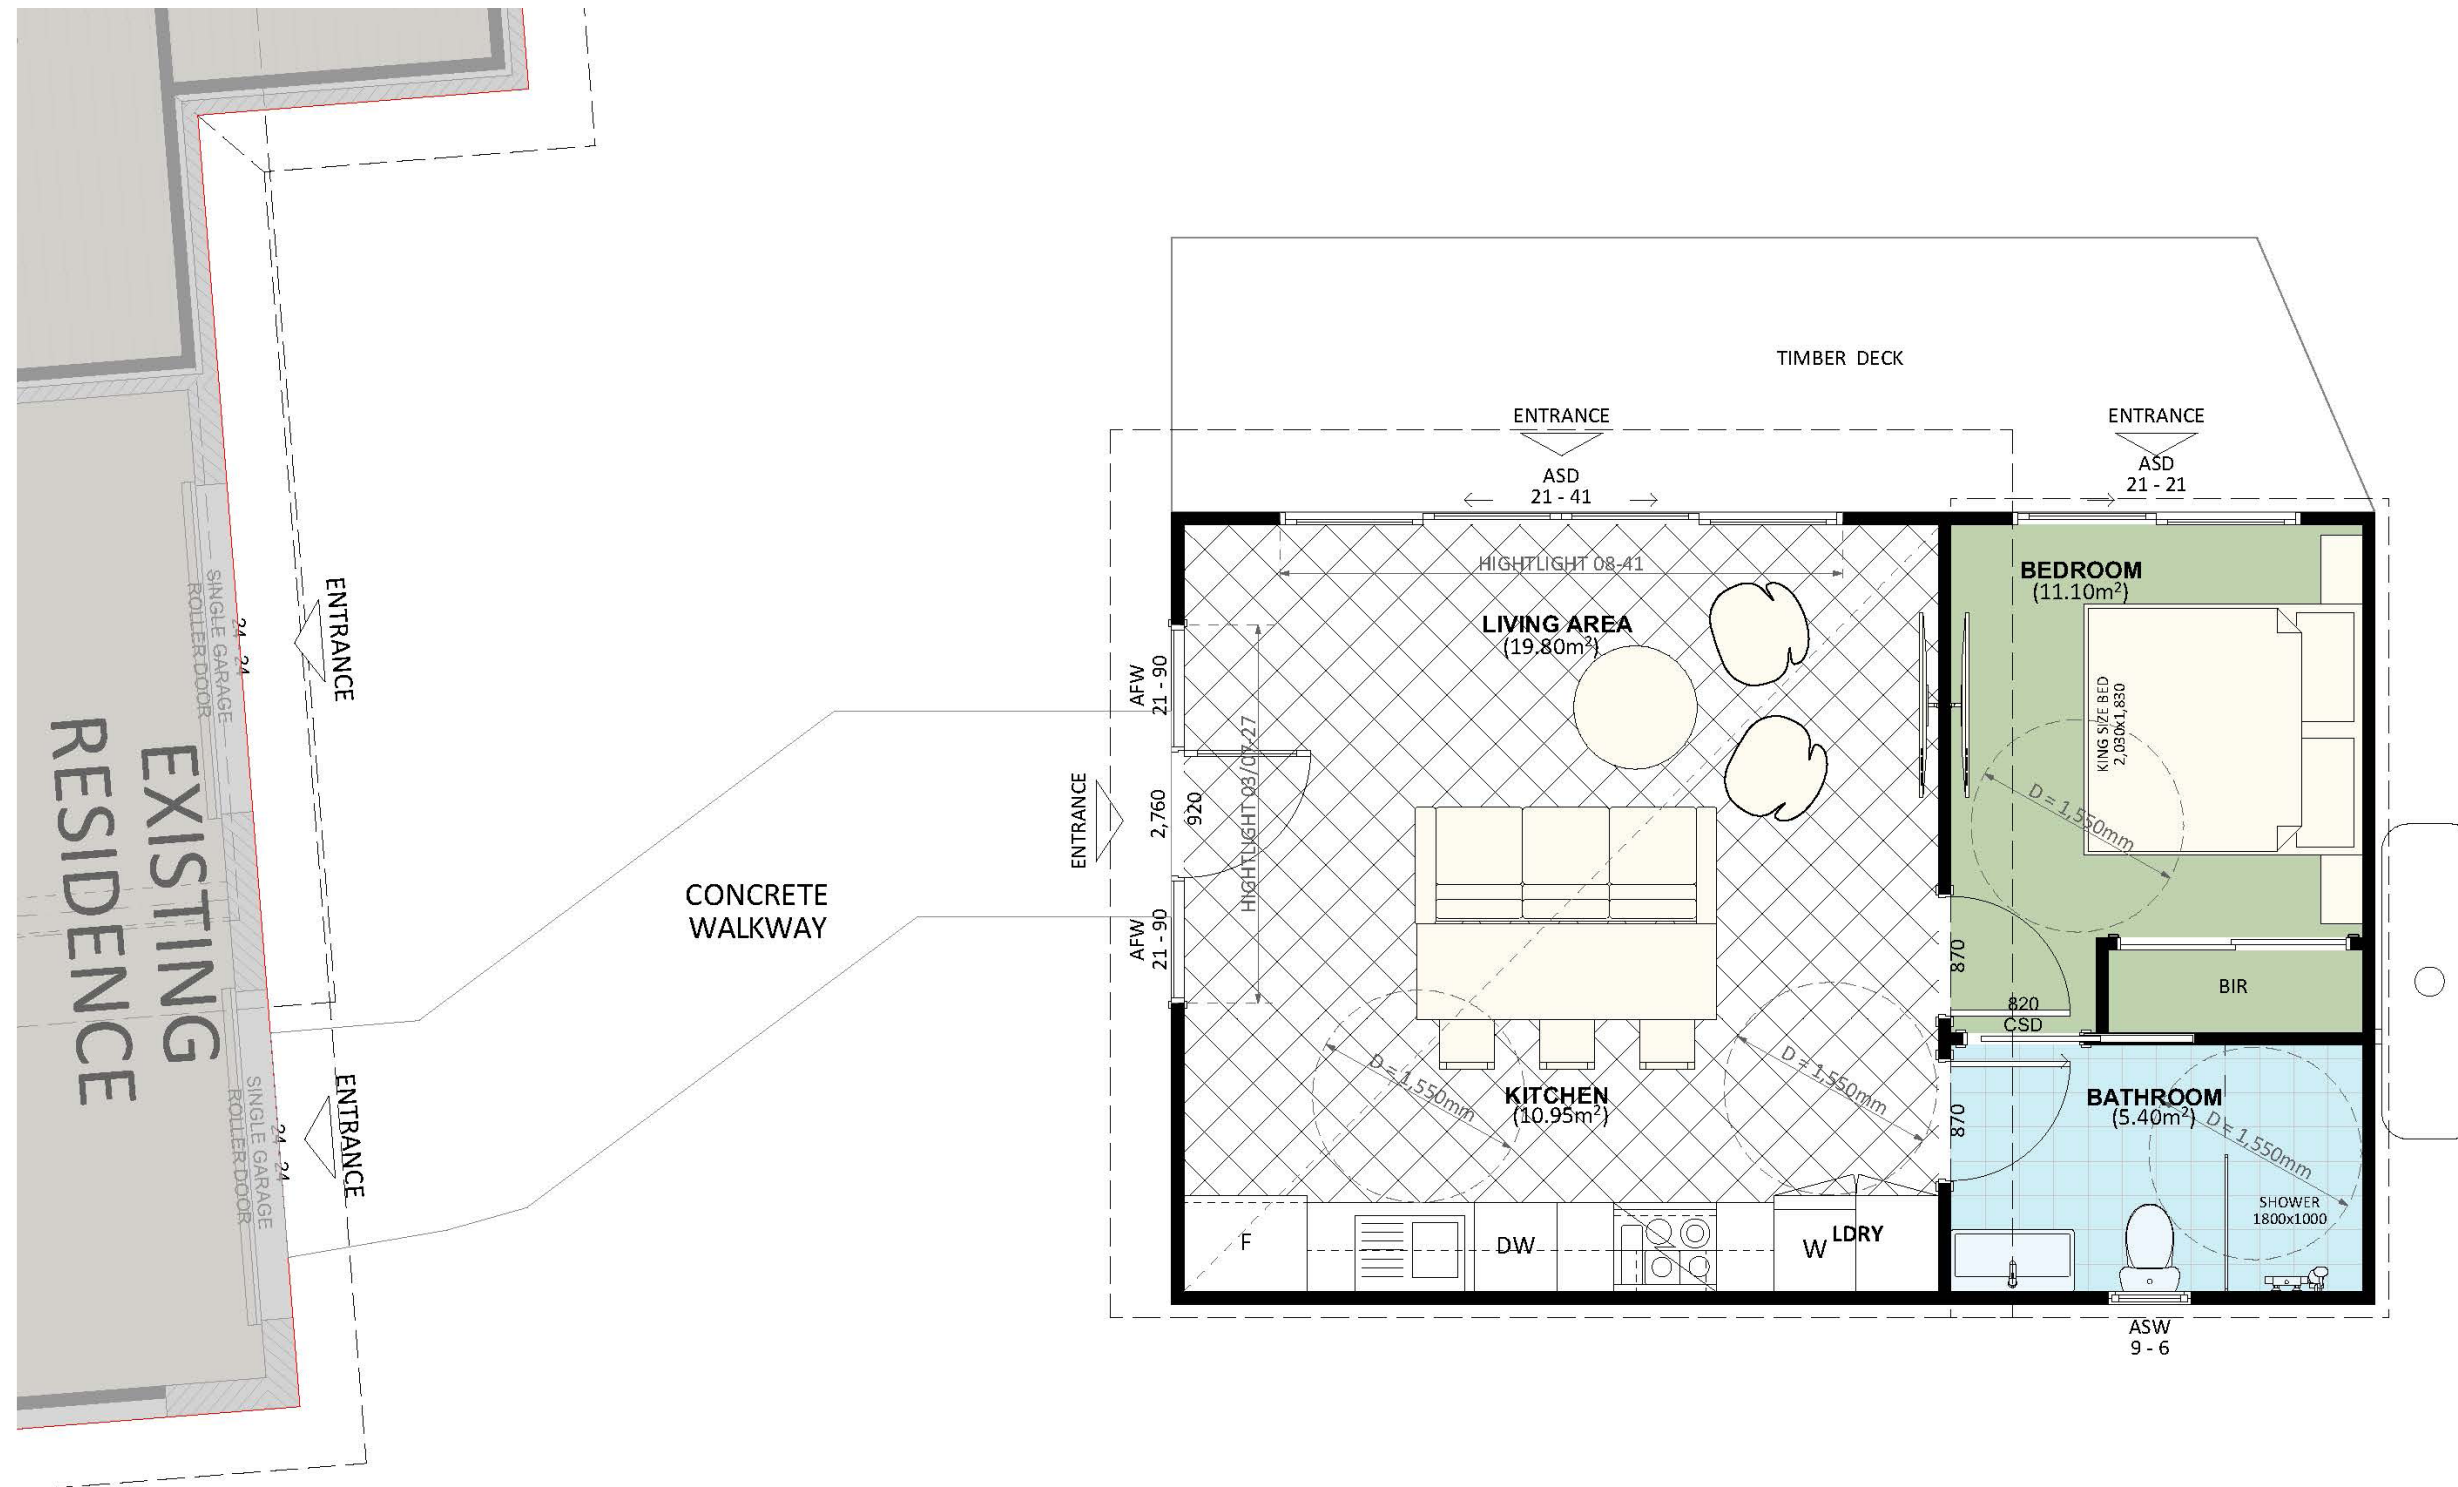 TIMBER DECK
ENTRANCE
ENTRANCE
ASD
21 - 41
ASD
21 - 21
HIGHTLIGHT 08-41
BEDROOM
(11.10m²)
LIVING AREA
(19.80m²)
SINGLE GARAGE
ROLLER DOOR
24 - 24
ENTRANCE
AFW
21 - 90
KING SIZE BED
2,030x1,830
EXISTING
RESIDENCE
HIGHTLIGHT 03/07-27
ENTRANCE
2,760
920
D = 1,550mm
CONCRETE
WALKWAY
AFW
21 - 90
870
BIR
820
CSD
SINGLE GARAGE
ROLLER DOOR
24 - 24
ENTRANCE
D = 1,550mm
D = 1,550mm
KITCHEN
(10.95m²)
870
BATHROOM
(5.40m²)
D = 1,550mm
SHOWER
1800x1000
F
DW
W
LDRY
ASW
9 - 6